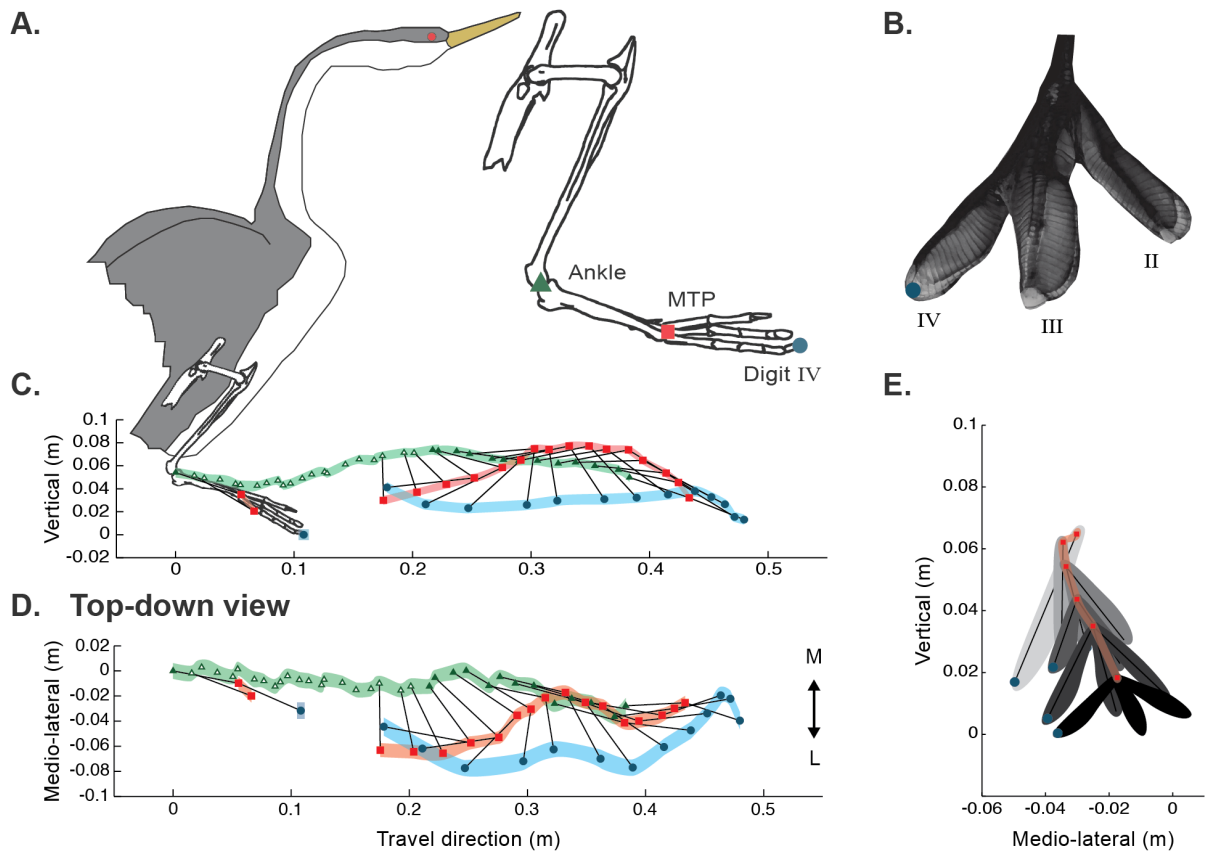 A.
B.
Ankle
MTP
Digit IV
IV
III
II
C.
Vertical (m)
0.1
0.08
0.06
0.04
0.02
0
-0.02
0
0.1
0.2
0.3
0.4
0.5
D. Top-down view
Medio-lateral (m)
0.02
0
-0.02
-0.04
-0.06
-0.08
-0.1
M
L
0
0.1
0.2
0.3
0.4
0.5
Travel direction (m)
E.
Vertical (m)
0.1
0.08
0.06
0.04
0.02
0
-0.06
-0.04
-0.02
0
Medio-lateral (m)